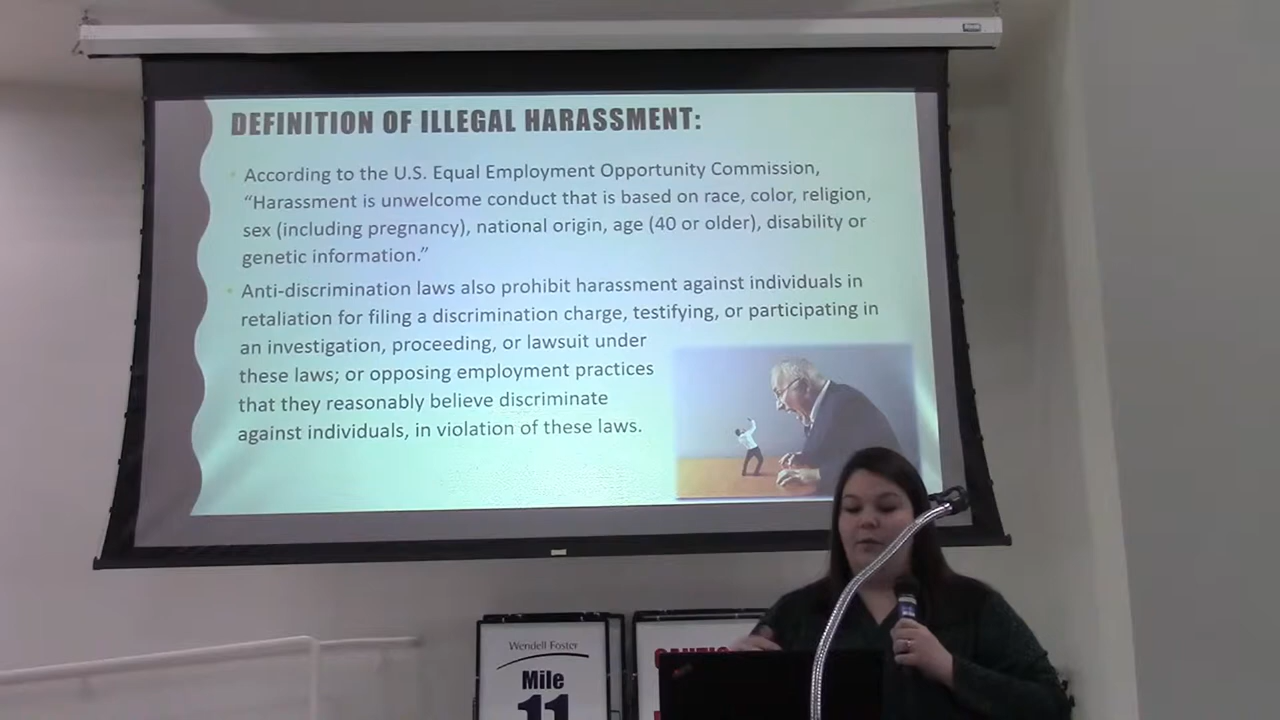 DEFINITION OF ILLEGAL HARASSMENT:
According to the U.S. Equal Employment Opportunity Commission,
“Harassment is unwelcome conduct that is based on race, color, religion,
sex (including pregnancy), national origin, age (40 or older), disability or
genetic information.”
Anti-discrimination laws also prohibit harassment against individuals in
retaliation for filing a discrimination charge, testifying, or participating in
an investigation, proceeding, or lawsuit under
these laws; or opposing employment practices
that they reasonably believe discriminate
against individuals, in violation of these laws.
Wendell Foster
Mile
11